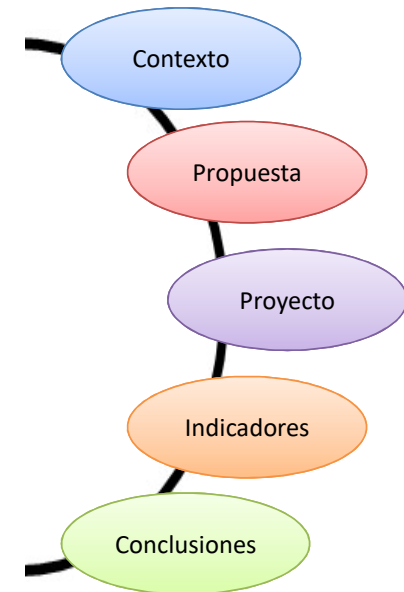 Contexto
Propuesta
Proyecto
Indicadores
Conclusiones